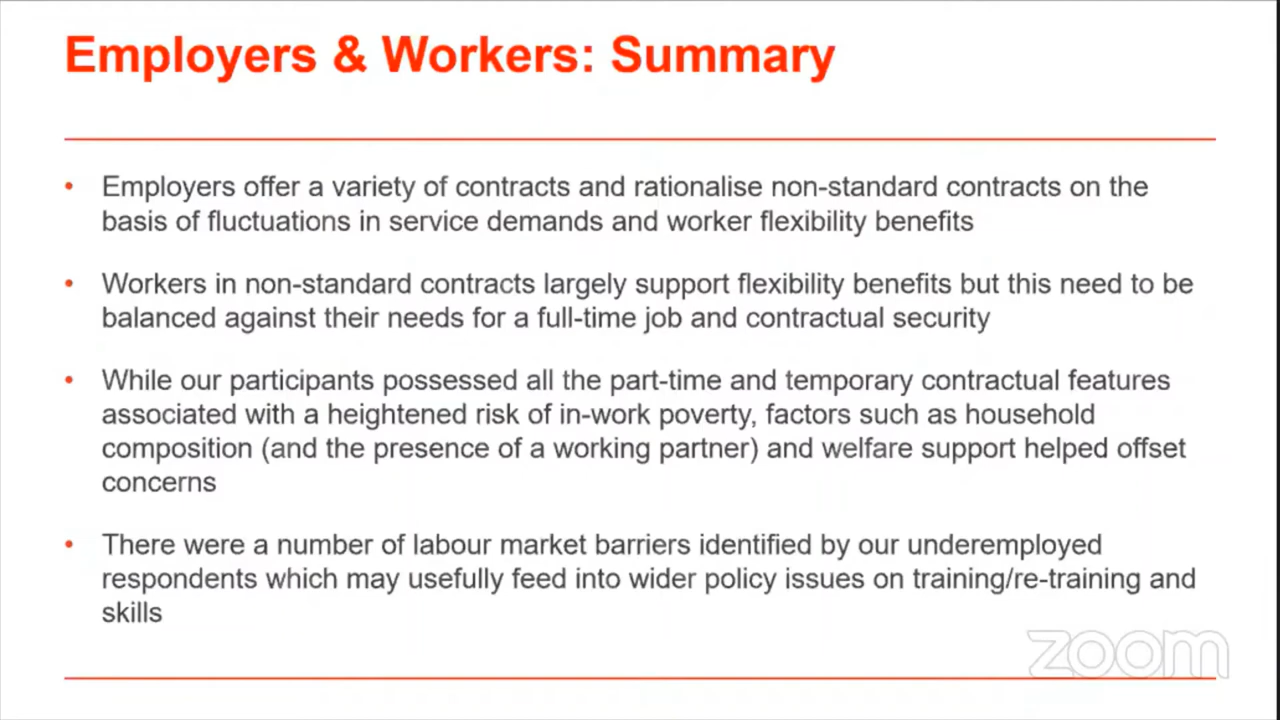 Employers & Workers: Summary
• Employers offer a variety of contracts and rationalise non-standard contracts on the
basis of fluctuations in service demands and worker flexibility benefits
• Workers in non-standard contracts largely support flexibility benefits but this need to be
balanced against their needs for a full-time job and contractual security
• While our participants possessed all the part-time and temporary contractual features
associated with a heightened risk of in-work poverty, factors such as household
composition (and the presence of a working partner) and welfare support helped offset
concerns
• There were a number of labour market barriers identified by our underemployed
respondents which may usefully feed into wider policy issues on training/re-training and
skills
zoom